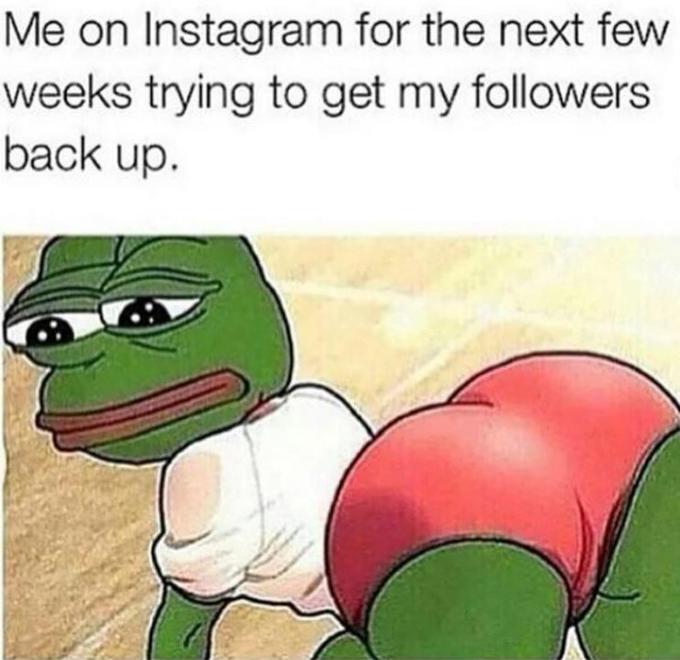 Me on Instagram for the next few
weeks trying to get my followers
back up.